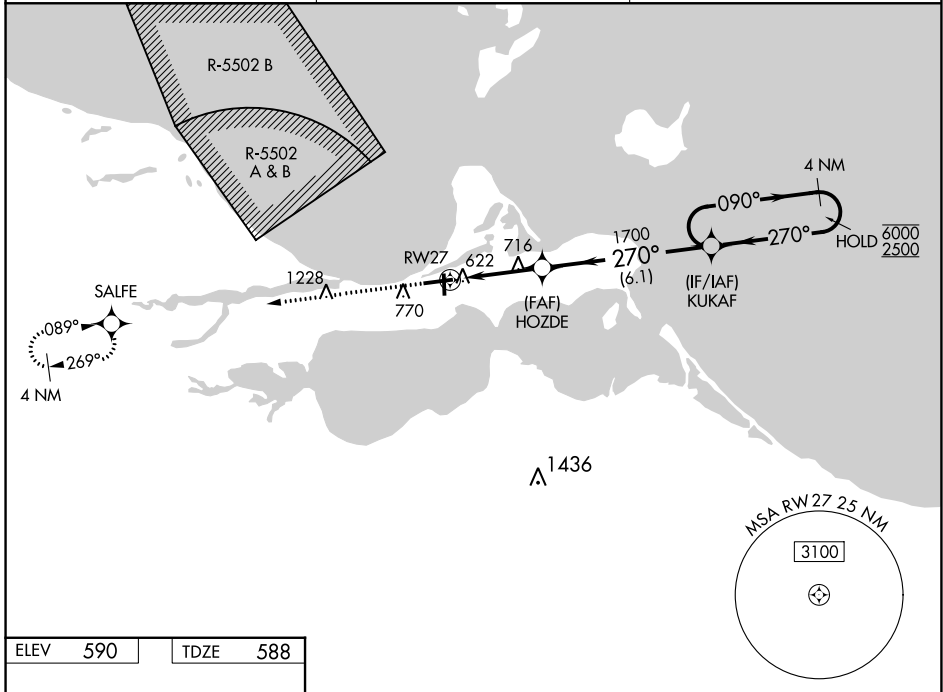 R-5502 B
R-5502
A & B
4 NM
090°
270°
HOLD
6000
2500
1700
270°
(6.1)
(IF/IAF)
KUKAF
716
622
RW27
(FAF)
HOZDE
1228
770
SALFE
089°
269°
4 NM
1436
MSA RW27 25 NM
3100
ELEV 590
TDZE 588